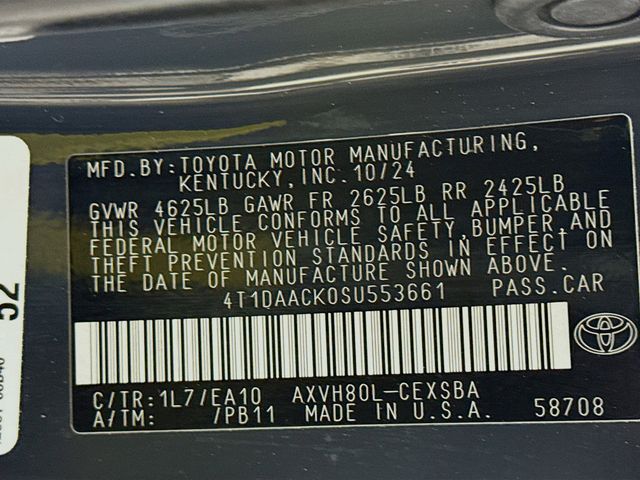 MFD.BY:TOYOTA MOTOR MANUFACTURING,
KENTUCKY,INC.10/24
GVWR 4625LB GAWR FR 2625LB RR 2425LB
THIS VEHICLE CONFORMS TO ALL APPLICABLE
FEDERAL MOTOR VEHICLE SAFETY,BUMPER,AND
THEFT PREVENTION STANDARDS IN EFFECT ON
THE DATE OF MANUFACTURE SHOWN ABOVE.
4T1DAACK0SU553661 PASS.CAR
C/TR:1L7/EA10 AXVH80L-CEXSBA
A/TM: /PB11 MADE IN U.S.A. 58708
52